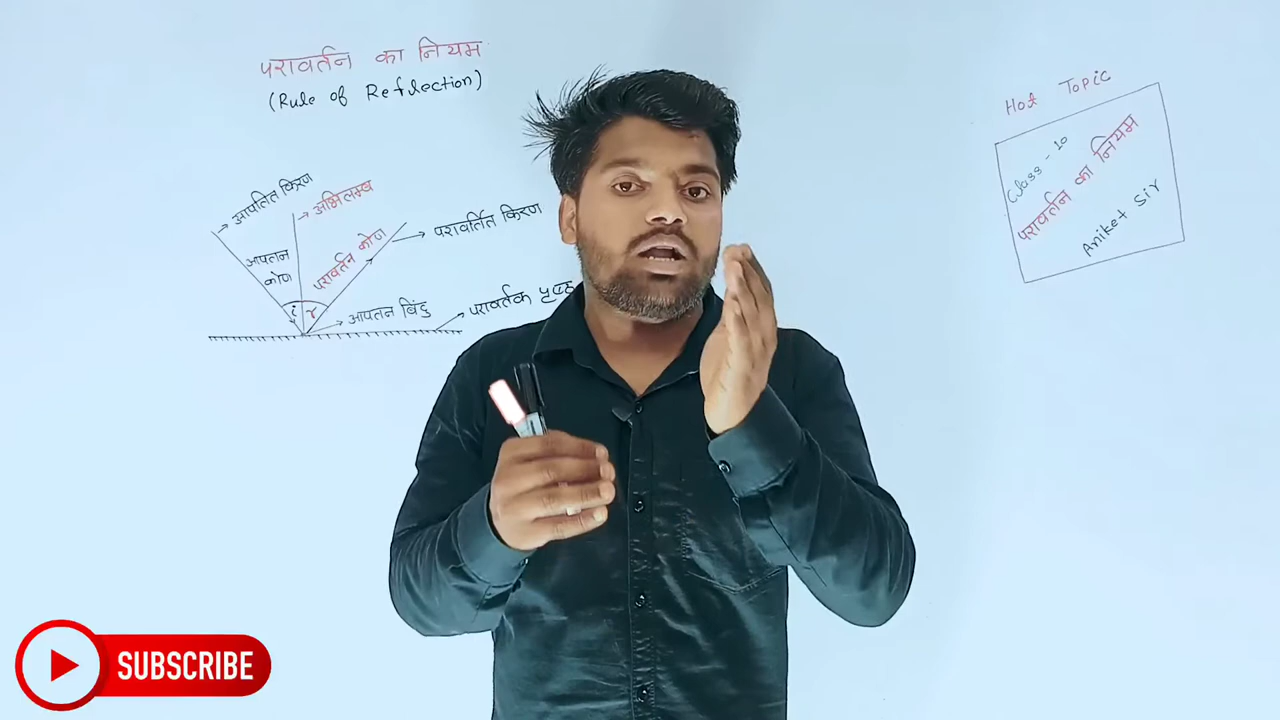 परावर्तन का नियम
(Rule of Reflection)
आपतित किरण
अभिलम्ब
परावर्तित किरण
आपतन
कोण
परावर्तन कोण
i
r
आपतन बिंदु
परावर्तक पृष्ठ
Hot Topic
Class - 10
परावर्तन का नियम
Aniket Sir
SUBSCRIBE